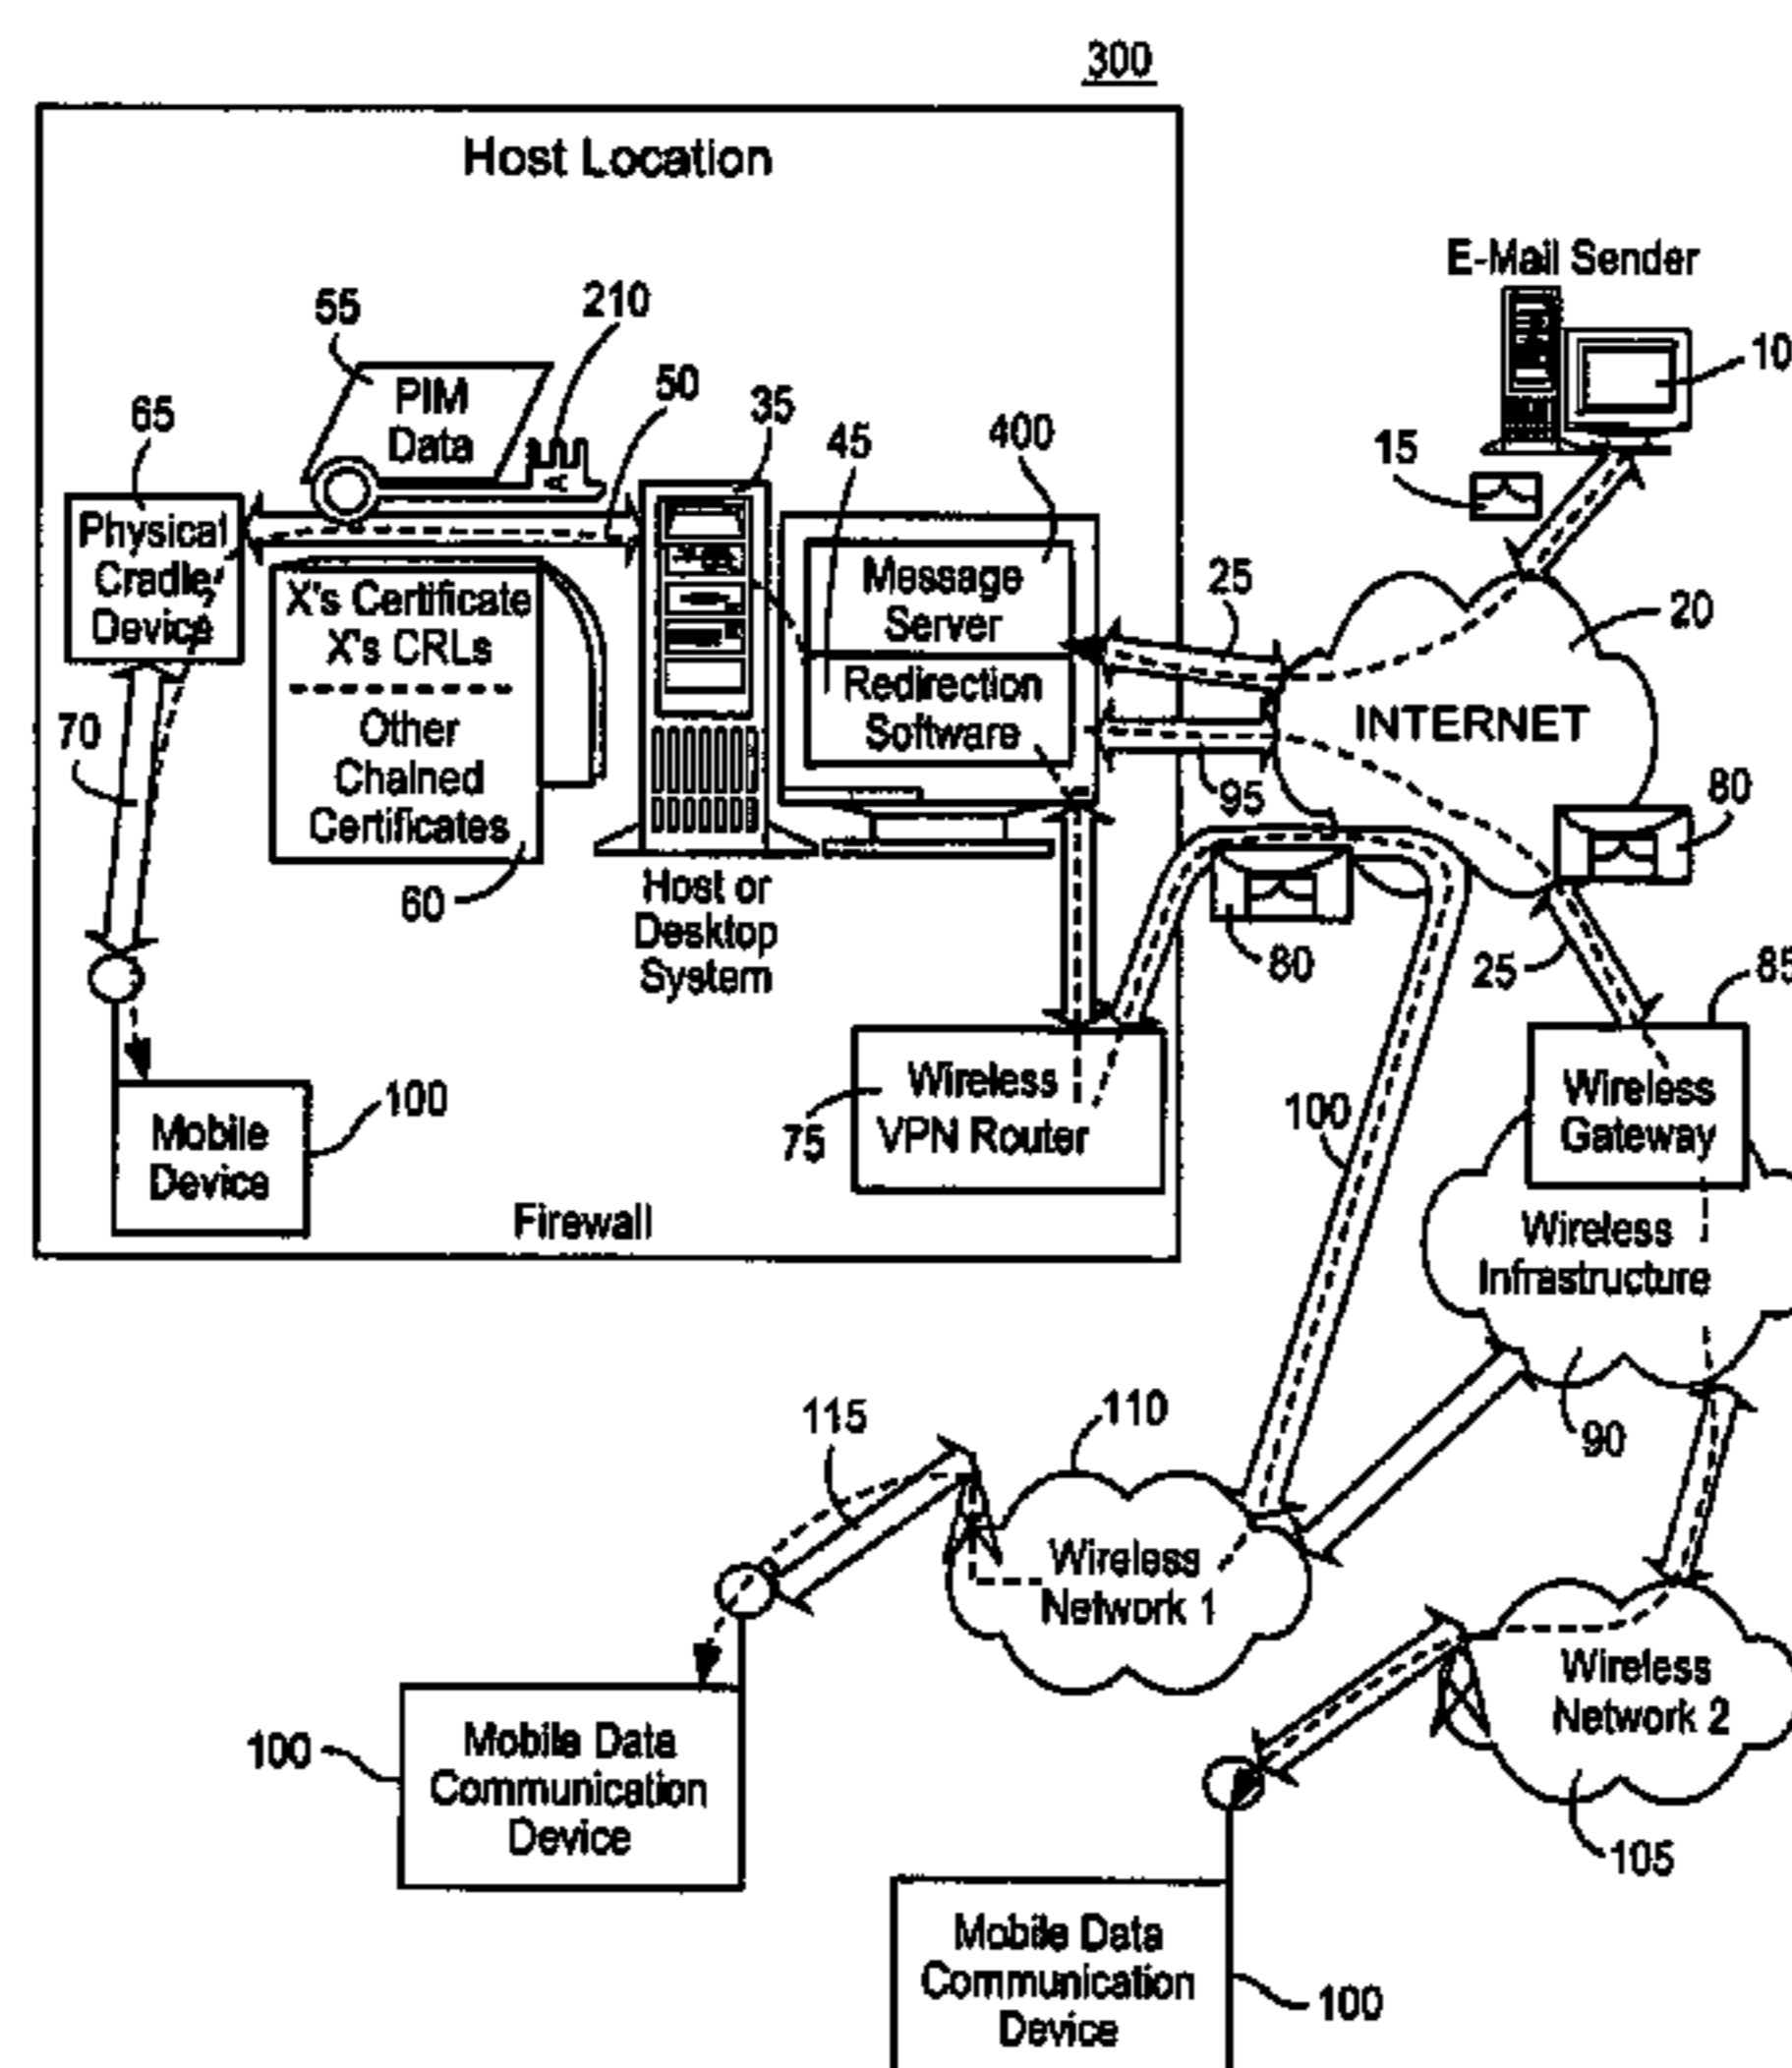 300
Host Location
E-Mail Sender
10
15
55
PIM
Data
210
50
35
65
Physical
Cradle
Device
45
400
Message
Server
Redirection
Software
25
20
INTERNET
95
X's Certificate
X's CRLs
Other
Chained
Certificates
60
70
Host or
Desktop
System
80
80
25
85
Wireless
Gateway
Wireless
VPN Router
75
100
Mobile
Device
100
Firewall
Wireless
Infrastructure
90
115
110
Wireless
Network 1
Wireless
Network 2
105
100
Mobile Data
Communication
Device
Mobile Data
Communication
Device
100